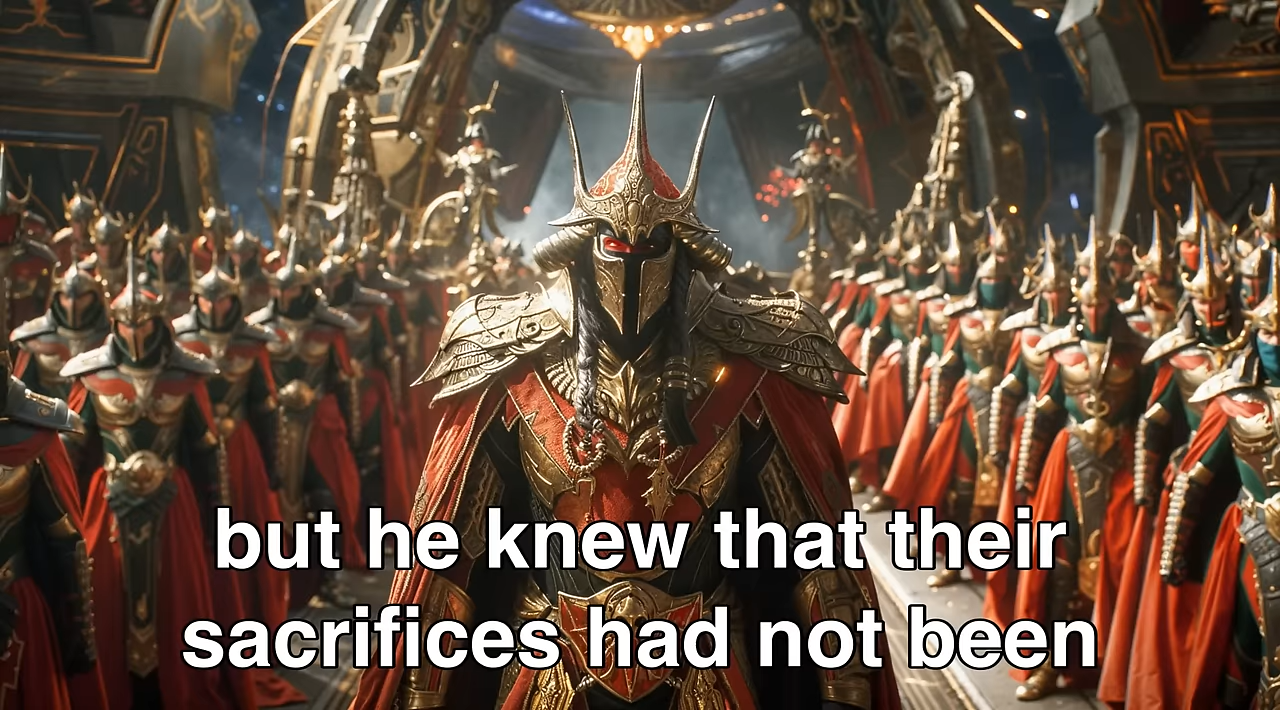 but he knew that their
sacrifices had not been